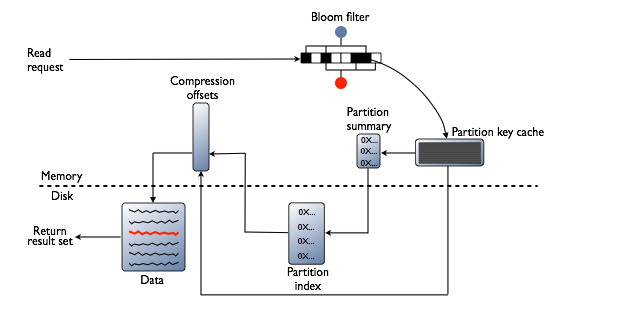 Bloom filter
Read
request
Compression
offsets
Partition
summary
0X...
0X...
0X...
Partition key cache
Memory
Disk
0X...
0X...
0X...
0X...
Return
result set
Data
Partition
index